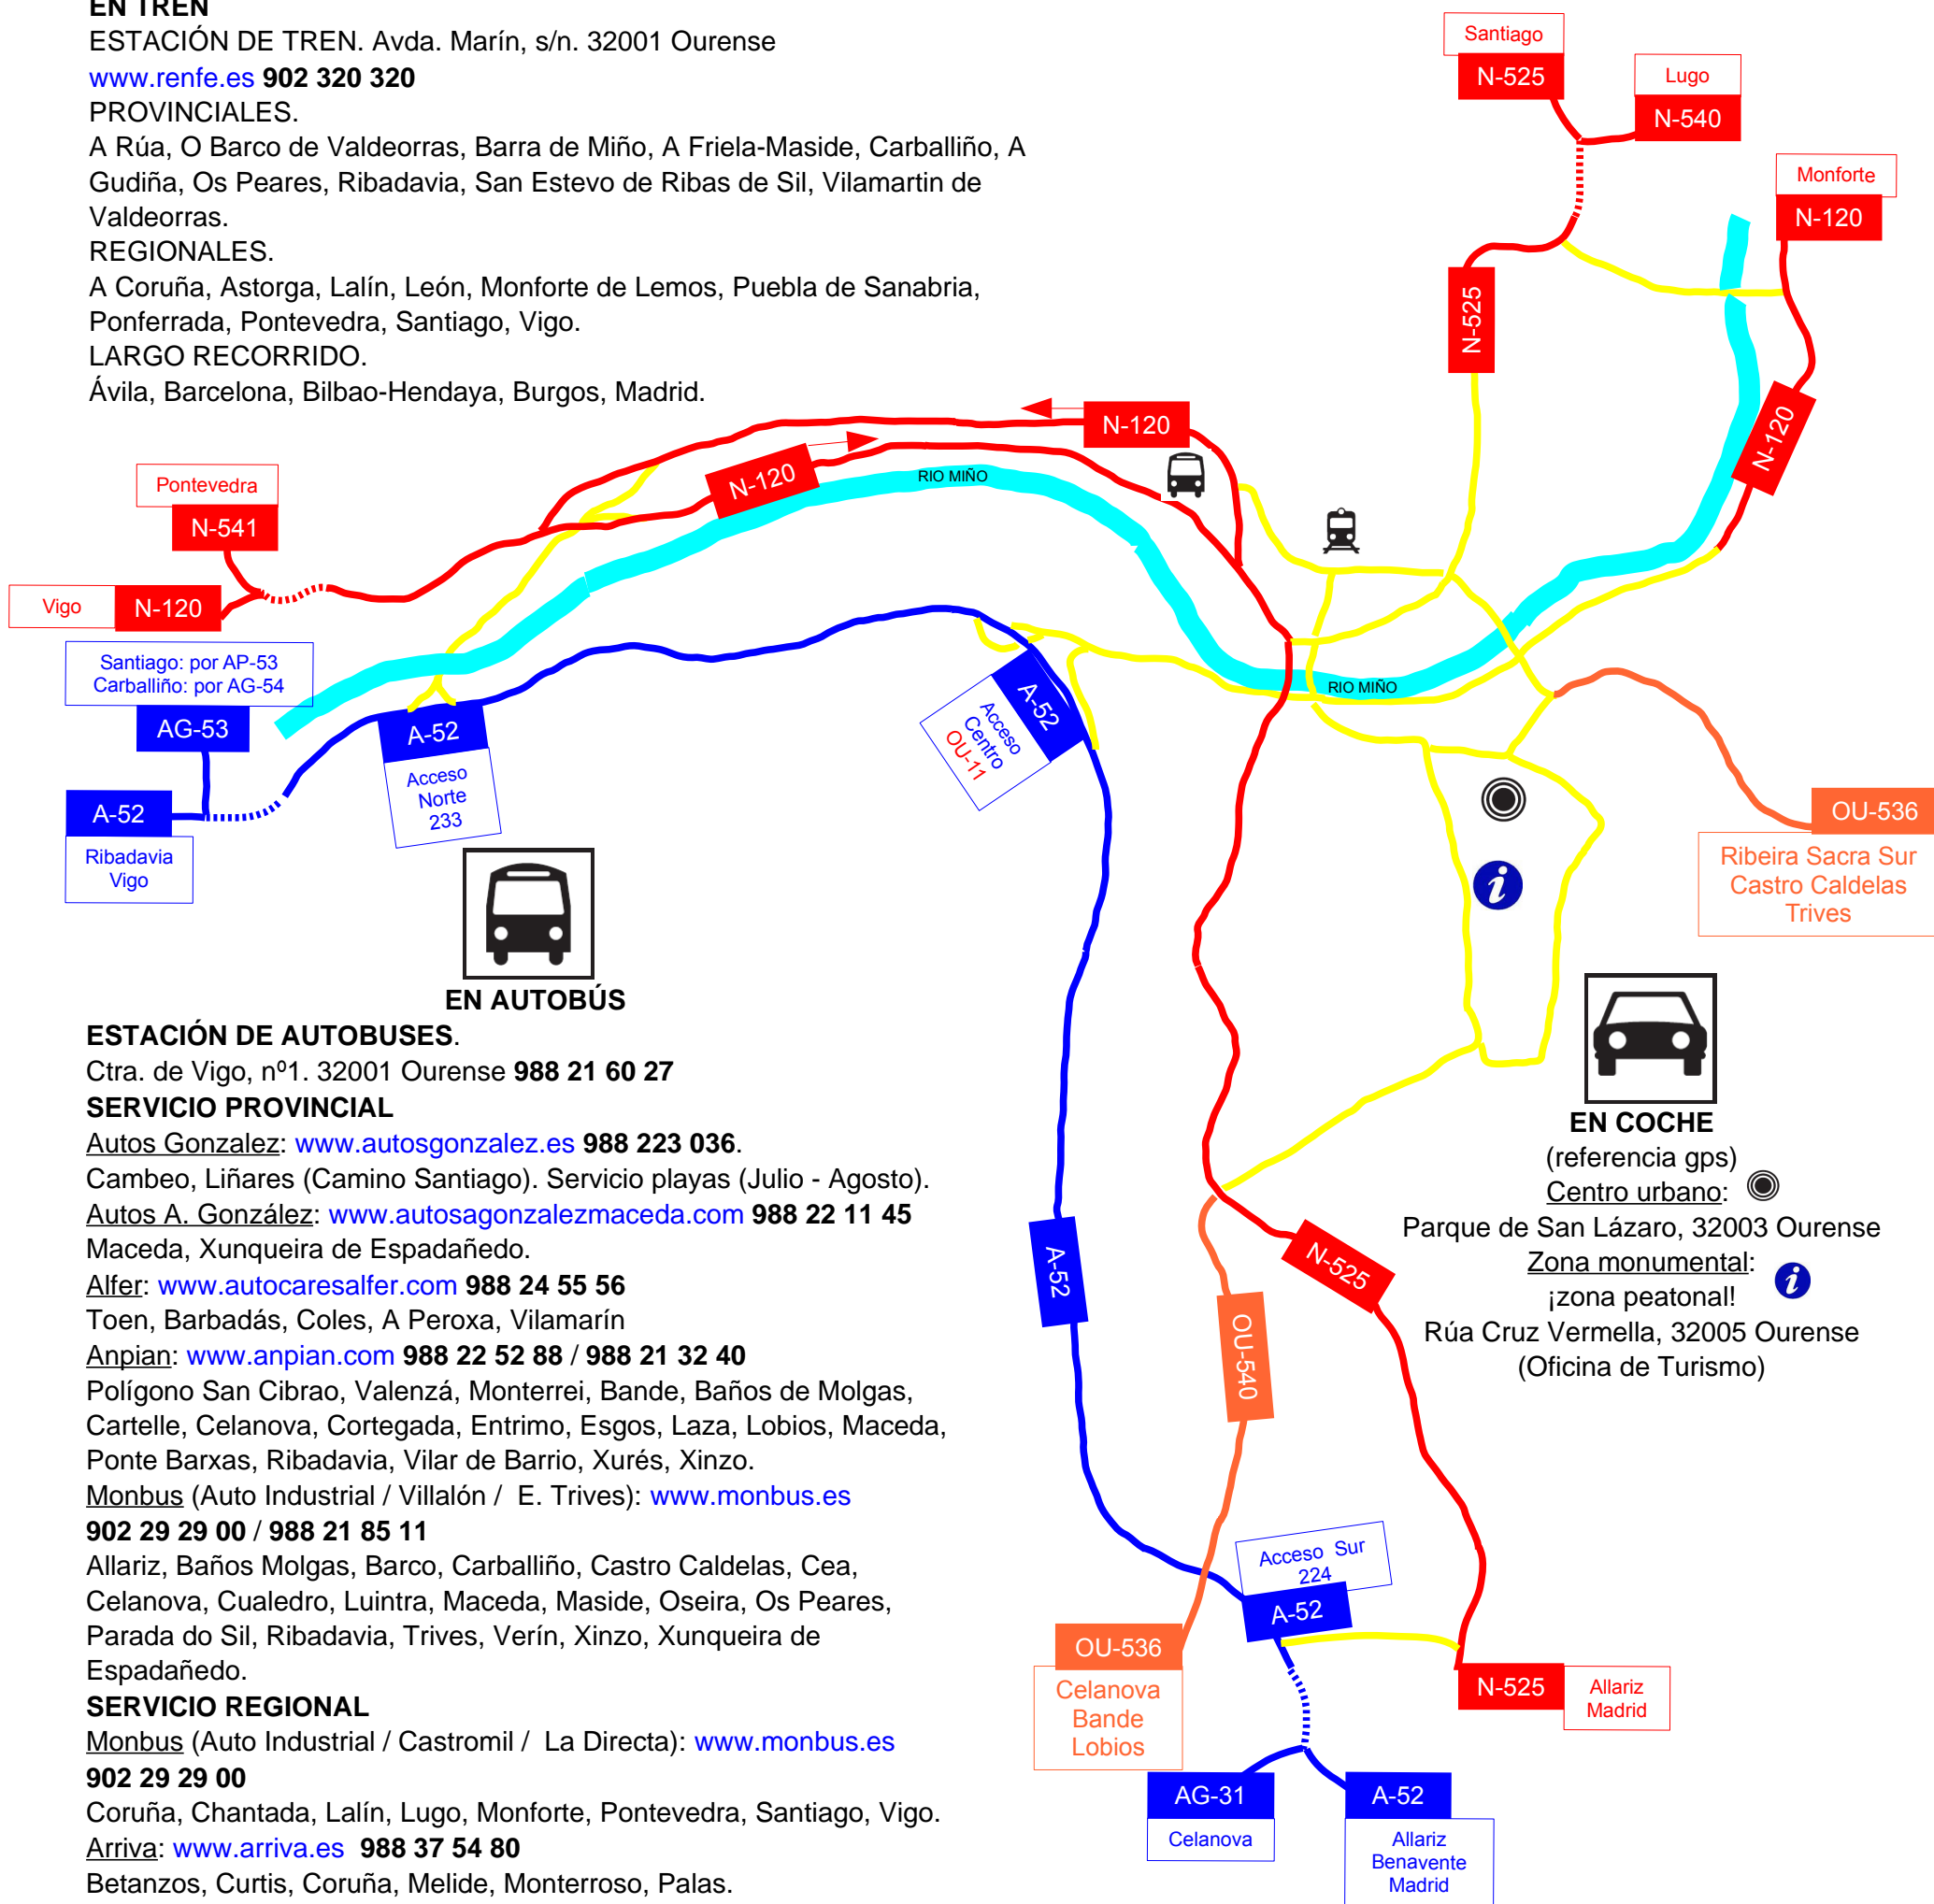 EN TREN
ESTACIÓN DE TREN. Avda. Marín, s/n. 32001 Ourense
www.renfe.es 902 320 320
PROVINCIALES.
A Rúa, O Barco de Valdeorras, Barra de Miño, A Friela-Maside, Carballiño, A
Gudiña, Os Peares, Ribadavia, San Estevo de Ribas de Sil, Vilamartin de
Valdeorras.
REGIONALES.
A Coruña, Astorga, Lalín, León, Monforte de Lemos, Puebla de Sanabria,
Ponferrada, Pontevedra, Santiago, Vigo.
LARGO RECORRIDO.
Ávila, Barcelona, Bilbao-Hendaya, Burgos, Madrid.
Santiago
N-525
Lugo
N-540
Monforte
N-120
N-525
N-120
N-120
N-120
RIO MIÑO
Pontevedra
N-541
Vigo
N-120
Santiago: por AP-53
Carballiño: por AG-54
AG-53
A-52
Ribadavia
Vigo
A-52
Acceso
Norte
233
A-52
Acceso
Centro
OU-11
RIO MIÑO
OU-536
Ribeira Sacra Sur
Castro Caldelas
Trives
EN AUTOBÚS
ESTACIÓN DE AUTOBUSES.
Ctra. de Vigo, nº1. 32001 Ourense 988 21 60 27
SERVICIO PROVINCIAL
Autos Gonzalez: www.autosgonzalez.es 988 223 036.
Cambeo, Liñares (Camino Santiago). Servicio playas (Julio - Agosto).
Autos A. González: www.autosagonzalezmaceda.com 988 22 11 45
Maceda, Xunqueira de Espadañedo.
Alfer: www.autocaresalfer.com 988 24 55 56
Toen, Barbadás, Coles, A Peroxa, Vilamarín
Anpian: www.anpian.com 988 22 52 88 / 988 21 32 40
Polígono San Cibrao, Valenzá, Monterrei, Bande, Baños de Molgas,
Cartelle, Celanova, Cortegada, Entrimo, Esgos, Laza, Lobios, Maceda,
Ponte Barxas, Ribadavia, Vilar de Barrio, Xurés, Xinzo.
Monbus (Auto Industrial / Villalón / E. Trives): www.monbus.es
902 29 29 00 / 988 21 85 11
Allariz, Baños Molgas, Barco, Carballiño, Castro Caldelas, Cea,
Celanova, Cualedro, Luintra, Maceda, Maside, Oseira, Os Peares,
Parada do Sil, Ribadavia, Trives, Verín, Xinzo, Xunqueira de
Espadañedo.
SERVICIO REGIONAL
Monbus (Auto Industrial / Castromil / La Directa): www.monbus.es
902 29 29 00
Coruña, Chantada, Lalín, Lugo, Monforte, Pontevedra, Santiago, Vigo.
Arriva: www.arriva.es 988 37 54 80
Betanzos, Curtis, Coruña, Melide, Monterroso, Palas.
EN COCHE
(referencia gps)
Centro urbano:
Parque de San Lázaro, 32003 Ourense
Zona monumental:
¡zona peatonal!
Rúa Cruz Vermella, 32005 Ourense
(Oficina de Turismo)
A-52
OU-540
N-525
Acceso Sur
224
A-52
OU-536
Celanova
Bande
Lobios
N-525
Allariz
Madrid
AG-31
Celanova
A-52
Allariz
Benavente
Madrid